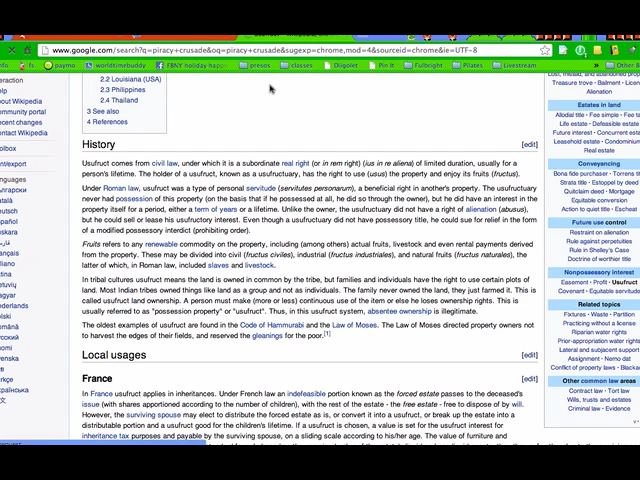 www.google.com/search?q=piracy+crusade&oq=piracy+crusade&sugexp=chrome,mod=4&sourceid=chrome&ie=UTF-8
nfo fs paymo worldtimebuddy FBNY holiday happ presos classes Diigolet Pin It Fulbright Pilates Livestream Other B
eraction
elp
bout Wikipedia
ommunity portal
ecent changes
ontact Wikipedia
olbox
int/export
anguages
2.2 Louisiana (USA)
2.3 Philippines
2.4 Thailand
3 See also
4 References
History [edit]
Usufruct comes from civil law, under which it is a subordinate real right (or in rem right) (ius in re aliena) of limited duration, usually for a
person's lifetime. The holder of a usufruct, known as a usufructuary, has the right to use (usus) the property and enjoy its fruits (fructus).
Under Roman law, usufruct was a type of personal servitude (servitutes personarum), a beneficial right in another's property. The usufructuary never
had possession of this property (on the basis that if he possessed at all, he did so through the owner), but he did have an interest in the
property itself for a period, either a term of years or a lifetime. Unlike the owner, the usufructuary did not have a right of alienation (abusus),
but he could sell or lease his usufructory interest. Even though a usufructuary did not have possessory title, he could sue for relief in the form
of a modified possessory interdict (prohibiting order).
Fruits refers to any renewable commodity on the property, including (among others) actual fruits, livestock and even rental payments derived
from the property. These may be divided into civil (fructus civiles), industrial (fructus industriales), and natural fruits (fructus naturales),
the latter of which, in Roman law, included slaves and livestock.
In tribal cultures usufruct means the land is owned in common by the tribe, but families and individuals have the right to use certain plots of
land. Most Indian tribes owned things like land as a group and not as individuals. The family never owned the land, they just farmed it. This is
called usufruct land ownership. A person must make (more or less) continuous use of the item or else he loses ownership rights. This is
usually referred to as "possession property" or "usufruct". Thus, in this usufruct system, absentee ownership is illegitimate.
The oldest examples of usufruct are found in the Code of Hammurabi and the Law of Moses. The Law of Moses directed property owners not
to harvest the edges of their fields, and reserved the gleanings for the poor.[1]
Local usages [edit]
France [edit]
In France usufruct applies in inheritances. Under French law an indefeasible portion known as the forced estate passes to the deceased's
issue (with shares apportioned according to the number of children), with the rest of the estate - the free estate - free to dispose of by will.
However, the surviving spouse may elect to distribute the forced estate as is, or convert it into a usufruct, or break up the estate into a
distributable portion and a usufruct good for the children's lifetime. If a usufruct is chosen, a value is set for the usufruct interest for
inheritance tax purposes and payable by the surviving spouse, on a sliding scale according to his/her age. The value of furniture and
Treasure trove · Bailment · Licen
Estates in land
Allodial title · Fee simple · Fee ta
Life estate · Defeasible estate
Future interest · Concurrent esta
Leasehold estate · Condominium
Real estate
Conveyancing
Bona fide purchaser · Torrens ti
Strata title · Estoppel by deed
Quitclaim deed · Mortgage
Equitable conversion
Action to quiet title · Escheat
Future use control
Restraint on alienation
Rule against perpetuities
Rule in Shelley's Case
Doctrine of worthier title
Nonpossessory interest
Easement · Profit · Usufruct
Covenant · Equitable servitude
Related topics
Fixtures · Waste · Partition
Practicing without a license
Riparian water rights
Prior-appropriation water rights
Lateral and subjacent support
Assignment · Nemo dat
Conflict of property laws · Blacka
Other common law areas
Contract law · Tort law
Wills, trusts and estates
Criminal law · Evidence